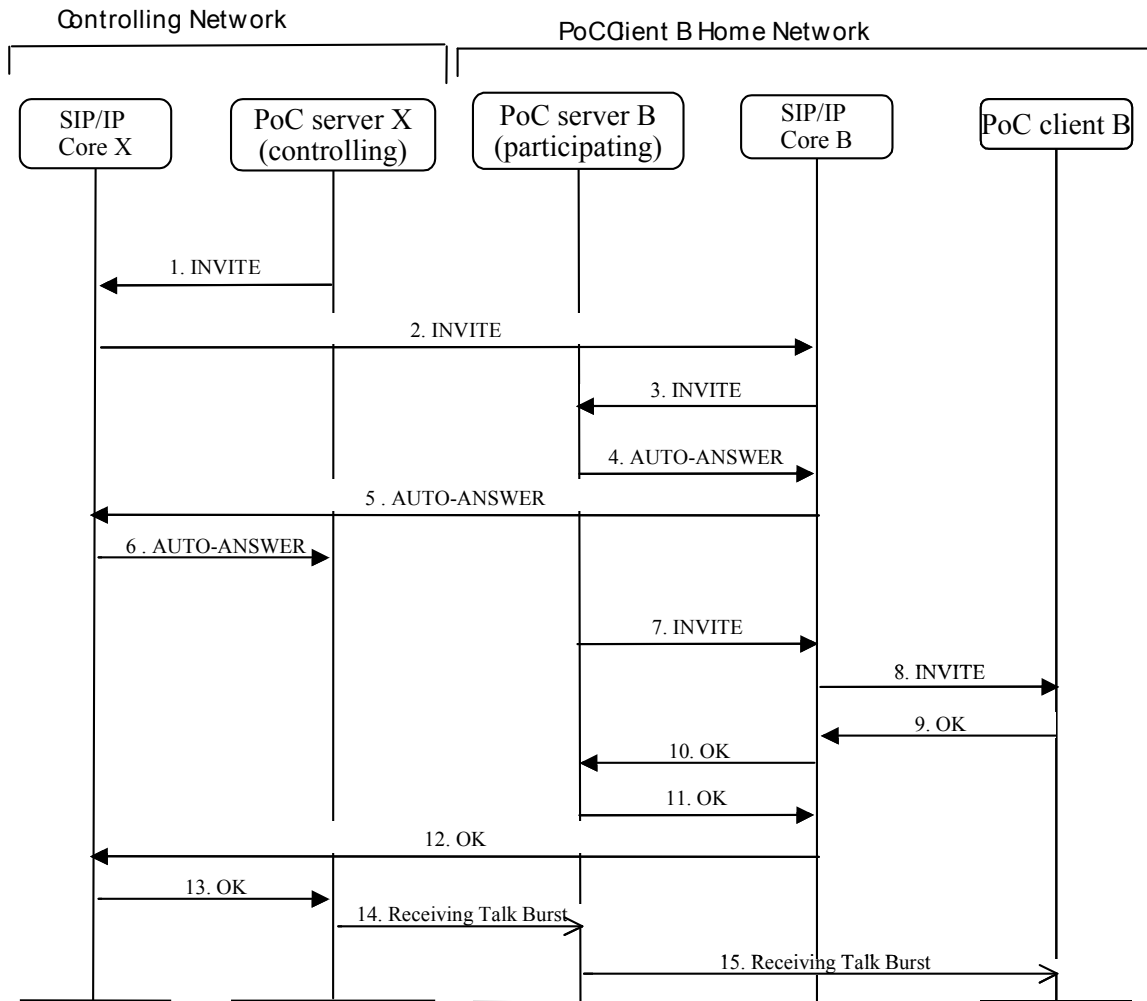 Controlling Network
PoCClient B Home Network
SIP/IP
Core X
PoC server X
(controlling)
PoC server B
(participating)
SIP/IP
Core B
PoC client B
1. INVITE
2. INVITE
3. INVITE
4. AUTO-ANSWER
5 . AUTO-ANSWER
6 . AUTO-ANSWER
7. INVITE
8. INVITE
9. OK
10. OK
11. OK
12. OK
13. OK
14. Receiving Talk Burst
15. Receiving Talk Burst